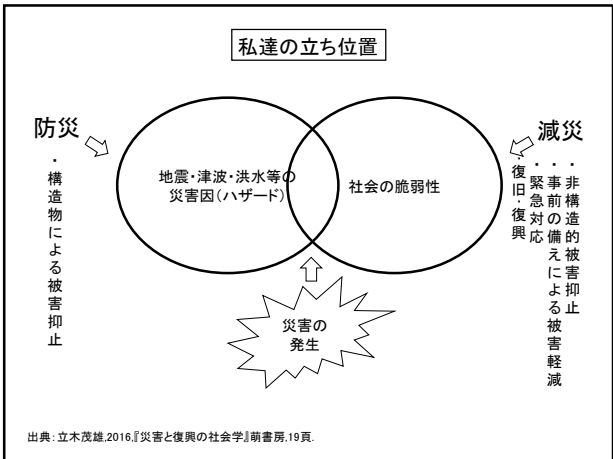 私達の立ち位置
防災
・構造物による被害抑止
地震・津波・洪水等の
災害因(ハザード)
社会の脆弱性
減災
・非構造的被害抑止
・事前の備えによる被害軽減
・緊急対応
・復旧・復興
災害の
発生
出典：立木茂雄,2016,『災害と復興の社会学』萌書房,19頁.